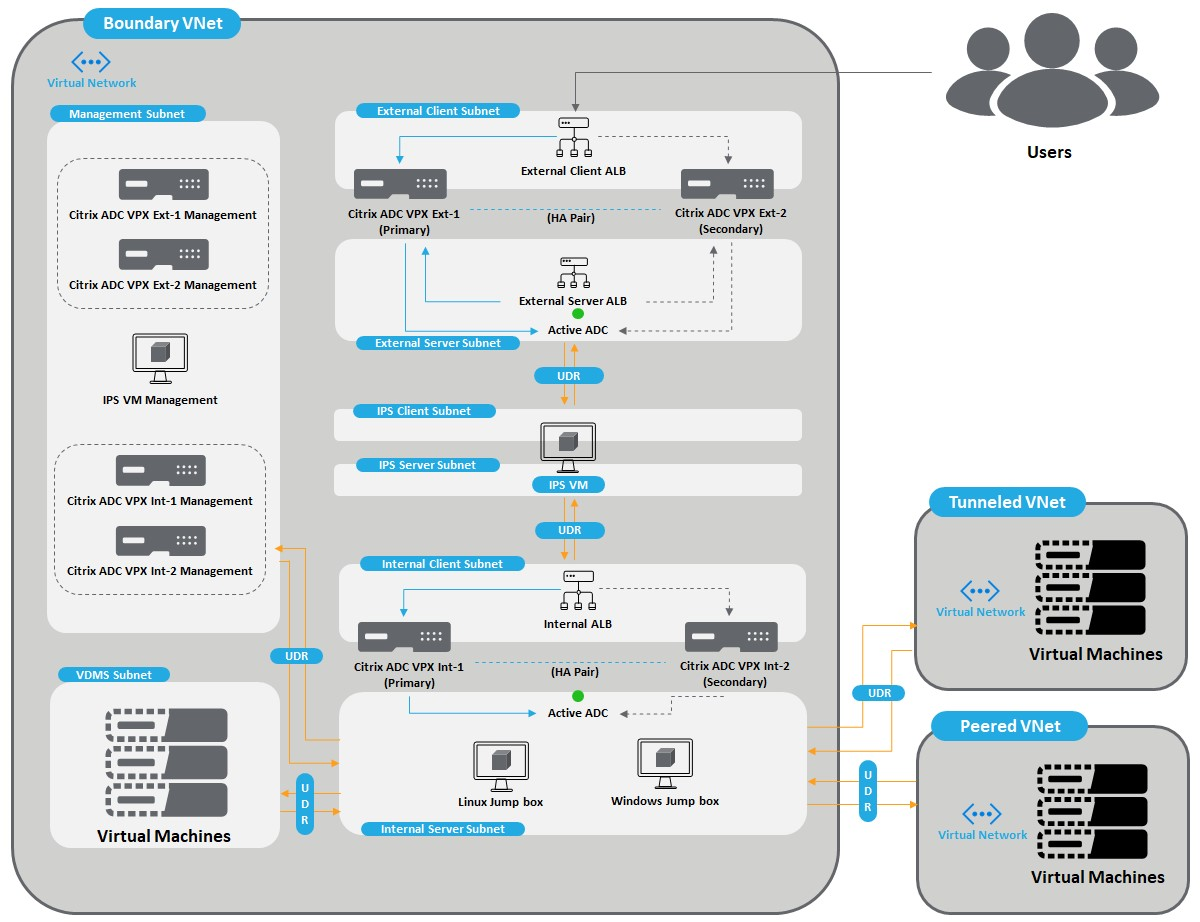 Boundary VNet
Virtual Network
Management Subnet
Citrix ADC VPX Ext-1 Management
Citrix ADC VPX Ext-2 Management
IPS VM Management
Citrix ADC VPX Int-1 Management
Citrix ADC VPX Int-2 Management
UDR
VDMS Subnet
Virtual Machines
U
D
R
External Client Subnet
External Client ALB
Citrix ADC VPX Ext-1
(Primary)
(HA Pair)
Citrix ADC VPX Ext-2
(Secondary)
External Server ALB
Active ADC
External Server Subnet
UDR
IPS Client Subnet
IPS Server Subnet
IPS VM
UDR
Internal Client Subnet
Internal ALB
Citrix ADC VPX Int-1
(Primary)
(HA Pair)
Citrix ADC VPX Int-2
(Secondary)
Active ADC
Linux Jump box
Windows Jump box
Internal Server Subnet
Users
Tunneled VNet
Virtual Network
Virtual Machines
UDR
Peered VNet
U
D
R
Virtual Network
Virtual Machines